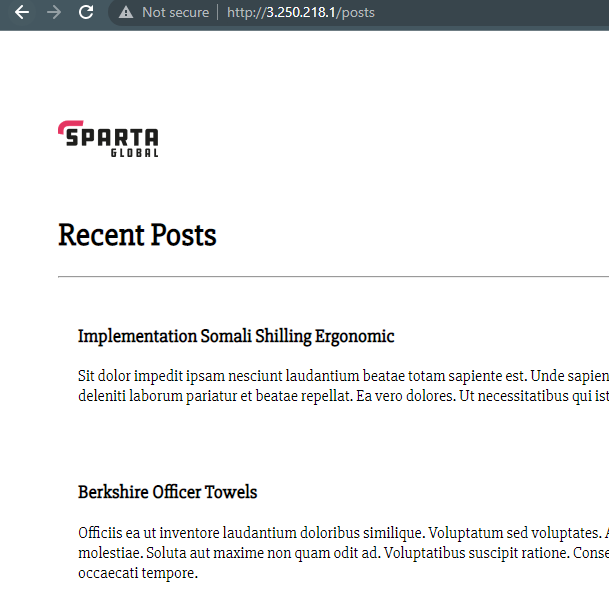 Not secure | http://3.250.218.1/posts
SPARTA
GLOBAL
Recent Posts
Implementation Somali Shilling Ergonomic
Sit dolor impedit ipsam nesciunt laudantium beatae totam sapiente est. Unde sapien
deleniti laborum pariatur et beatae repellat. Ea vero dolores. Ut necessitatibus qui ist
Berkshire Officer Towels
Officiis ea ut inventore laudantium doloribus similique. Voluptatum sed voluptates. A
molestiae. Soluta aut maxime non quam odit ad. Voluptatibus suscipit ratione. Conse
occaecati tempore.